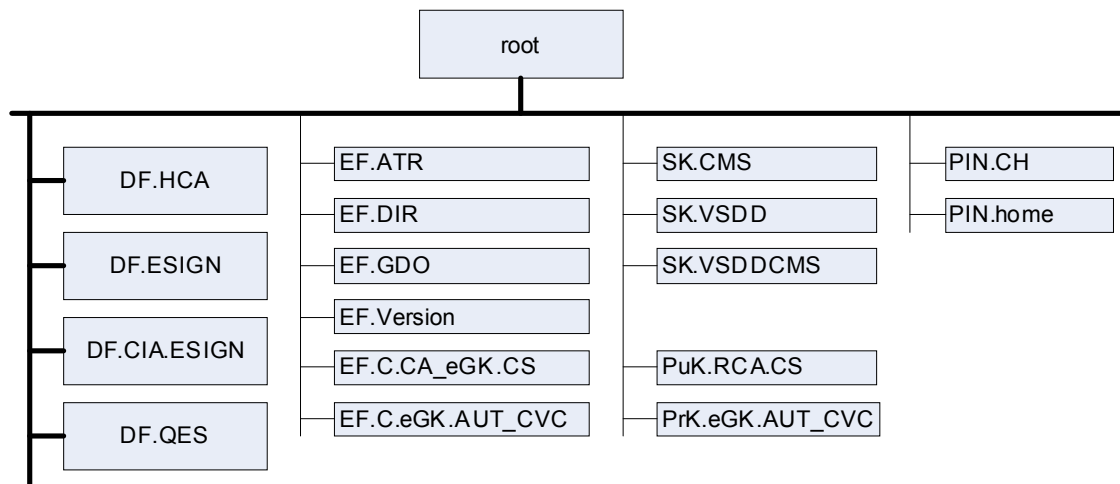 root
DF.HCA
DF.ESIGN
DF.CIA.ESIGN
DF.QES
EF.ATR
EF.DIR
EF.GDO
EF.Version
EF.C.CA_eGK.CS
EF.C.eGK.AUT_CVC
SK.CMS
SK.VSDD
SK.VSDDCMS
PuK.RCA.CS
PrK.eGK.AUT_CVC
PIN.CH
PIN.home